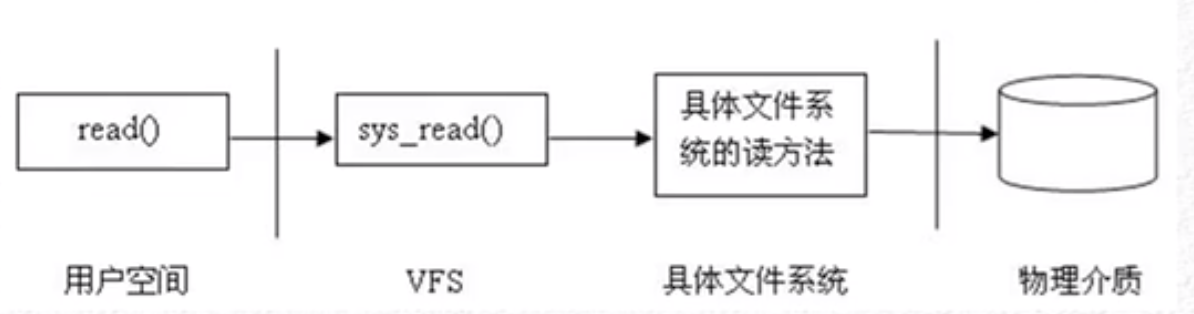 read()
sys_read()
具体文件系
统的读方法
用户空间
VFS
具体文件系统
物理介质